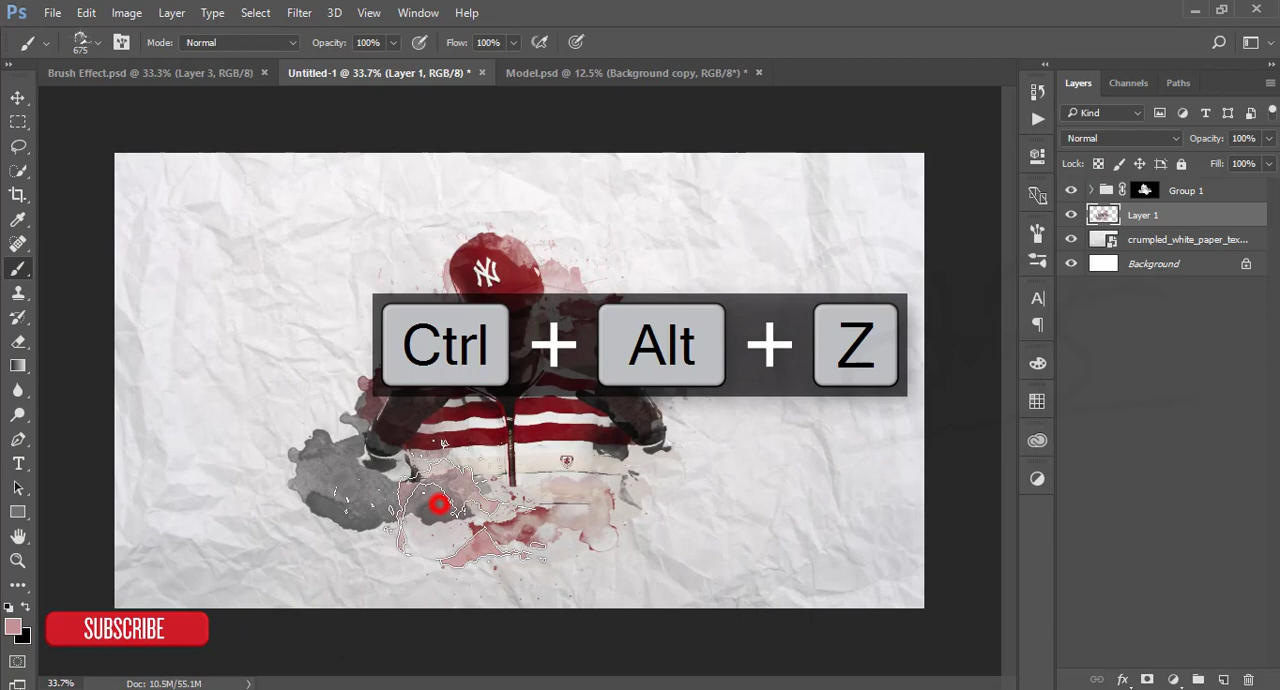 Ps File Edit Image Layer Type Select Filter 3D View Window Help
675 Mode: Normal Opacity: 100% Flow: 100%
Brush Effect.psd @ 33.3% (Layer 3, RGB/8) × Untitled-1 @ 33.7% (Layer 1, RGB/8) * × Model.psd @ 12.5% (Background copy, RGB/8*) * ×
Layers Channels Paths
Kind
Normal Opacity: 100%
Lock: Fill: 100%
Group 1
Layer 1
crumpled_white_paper_tex...
Background
NY
Ctrl + Alt + Z
SUBSCRIBE
33.7% Doc: 10.5M/55.1M